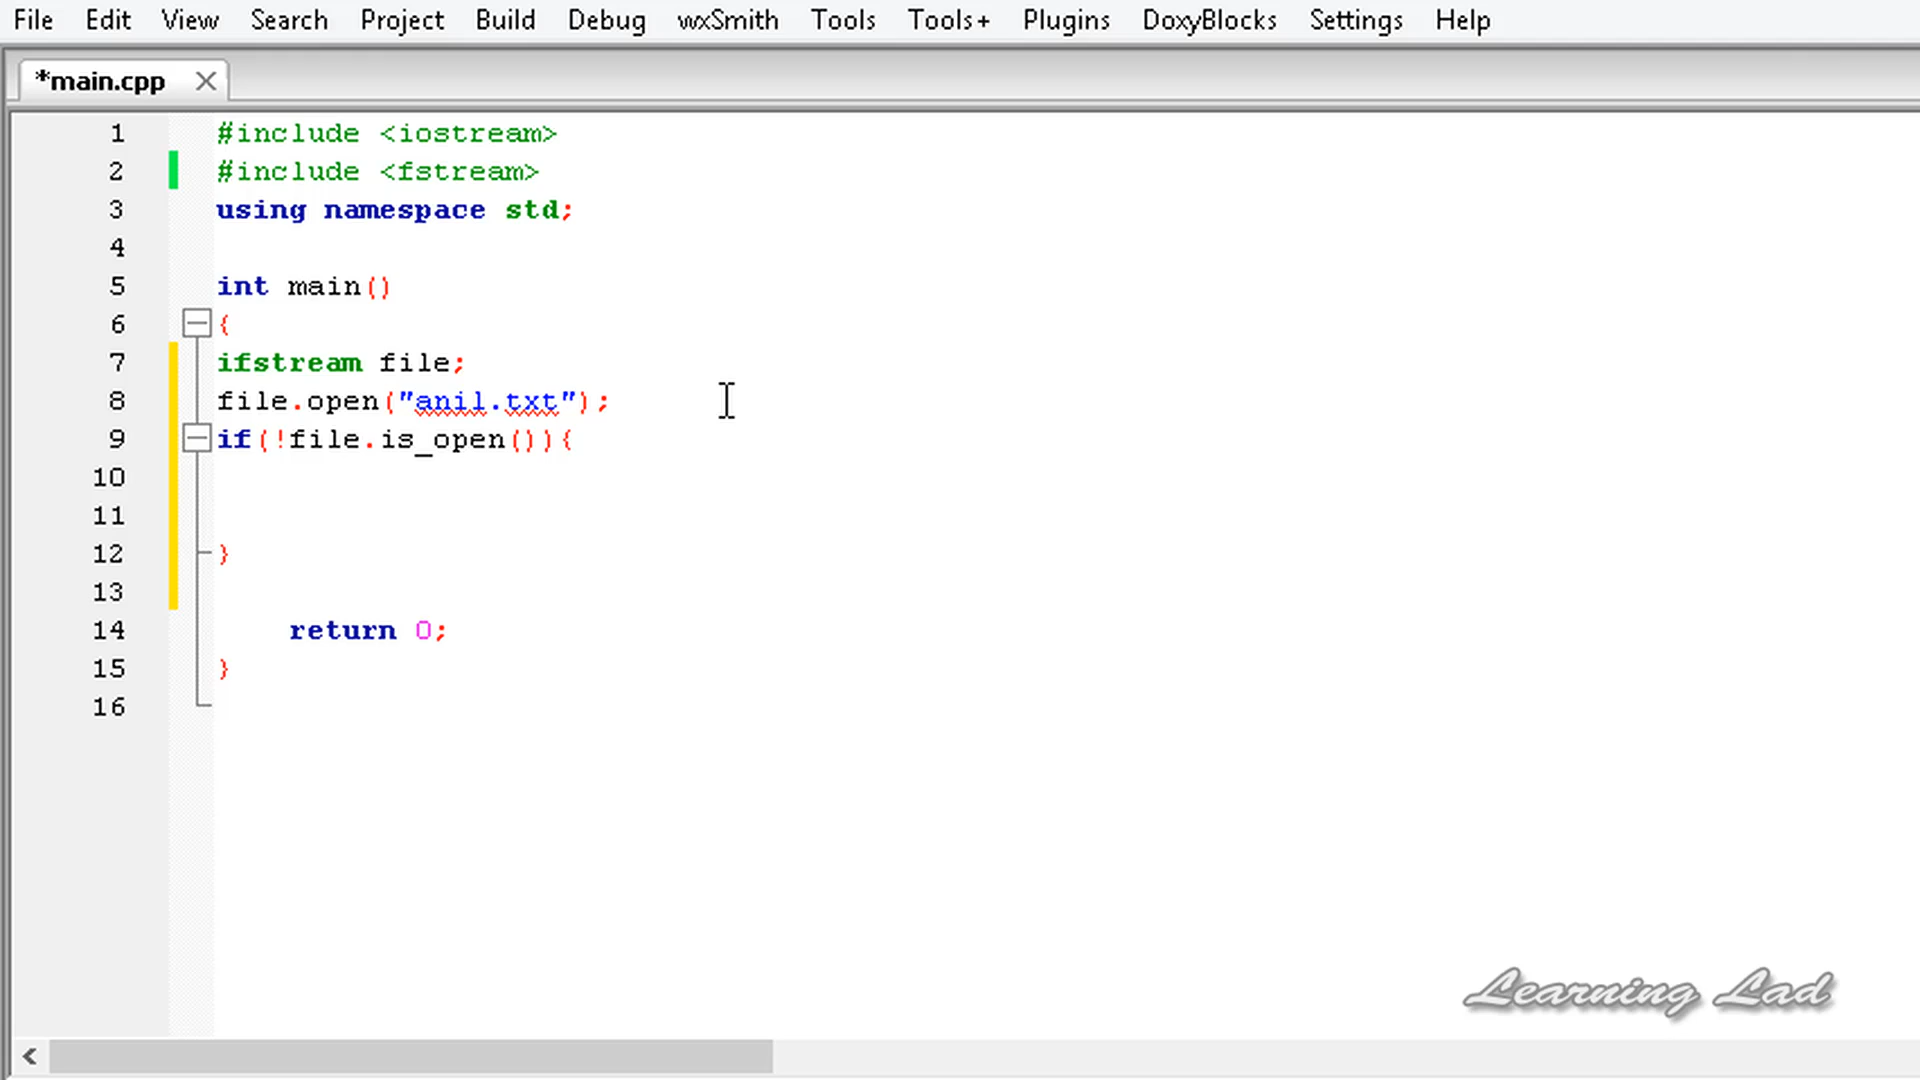 File Edit View Search Project Build Debug wxSmith Tools Tools+ Plugins DoxyBlocks Settings Help
*main.cpp
1 #include <iostream>
2 #include <fstream>
3 using namespace std;
4
5 int main()
6 {
7 ifstream file;
8 file.open("anil.txt");
9 if(!file.is_open()){
10
11
12 }
13
14 return 0;
15 }
16
Learning Lad